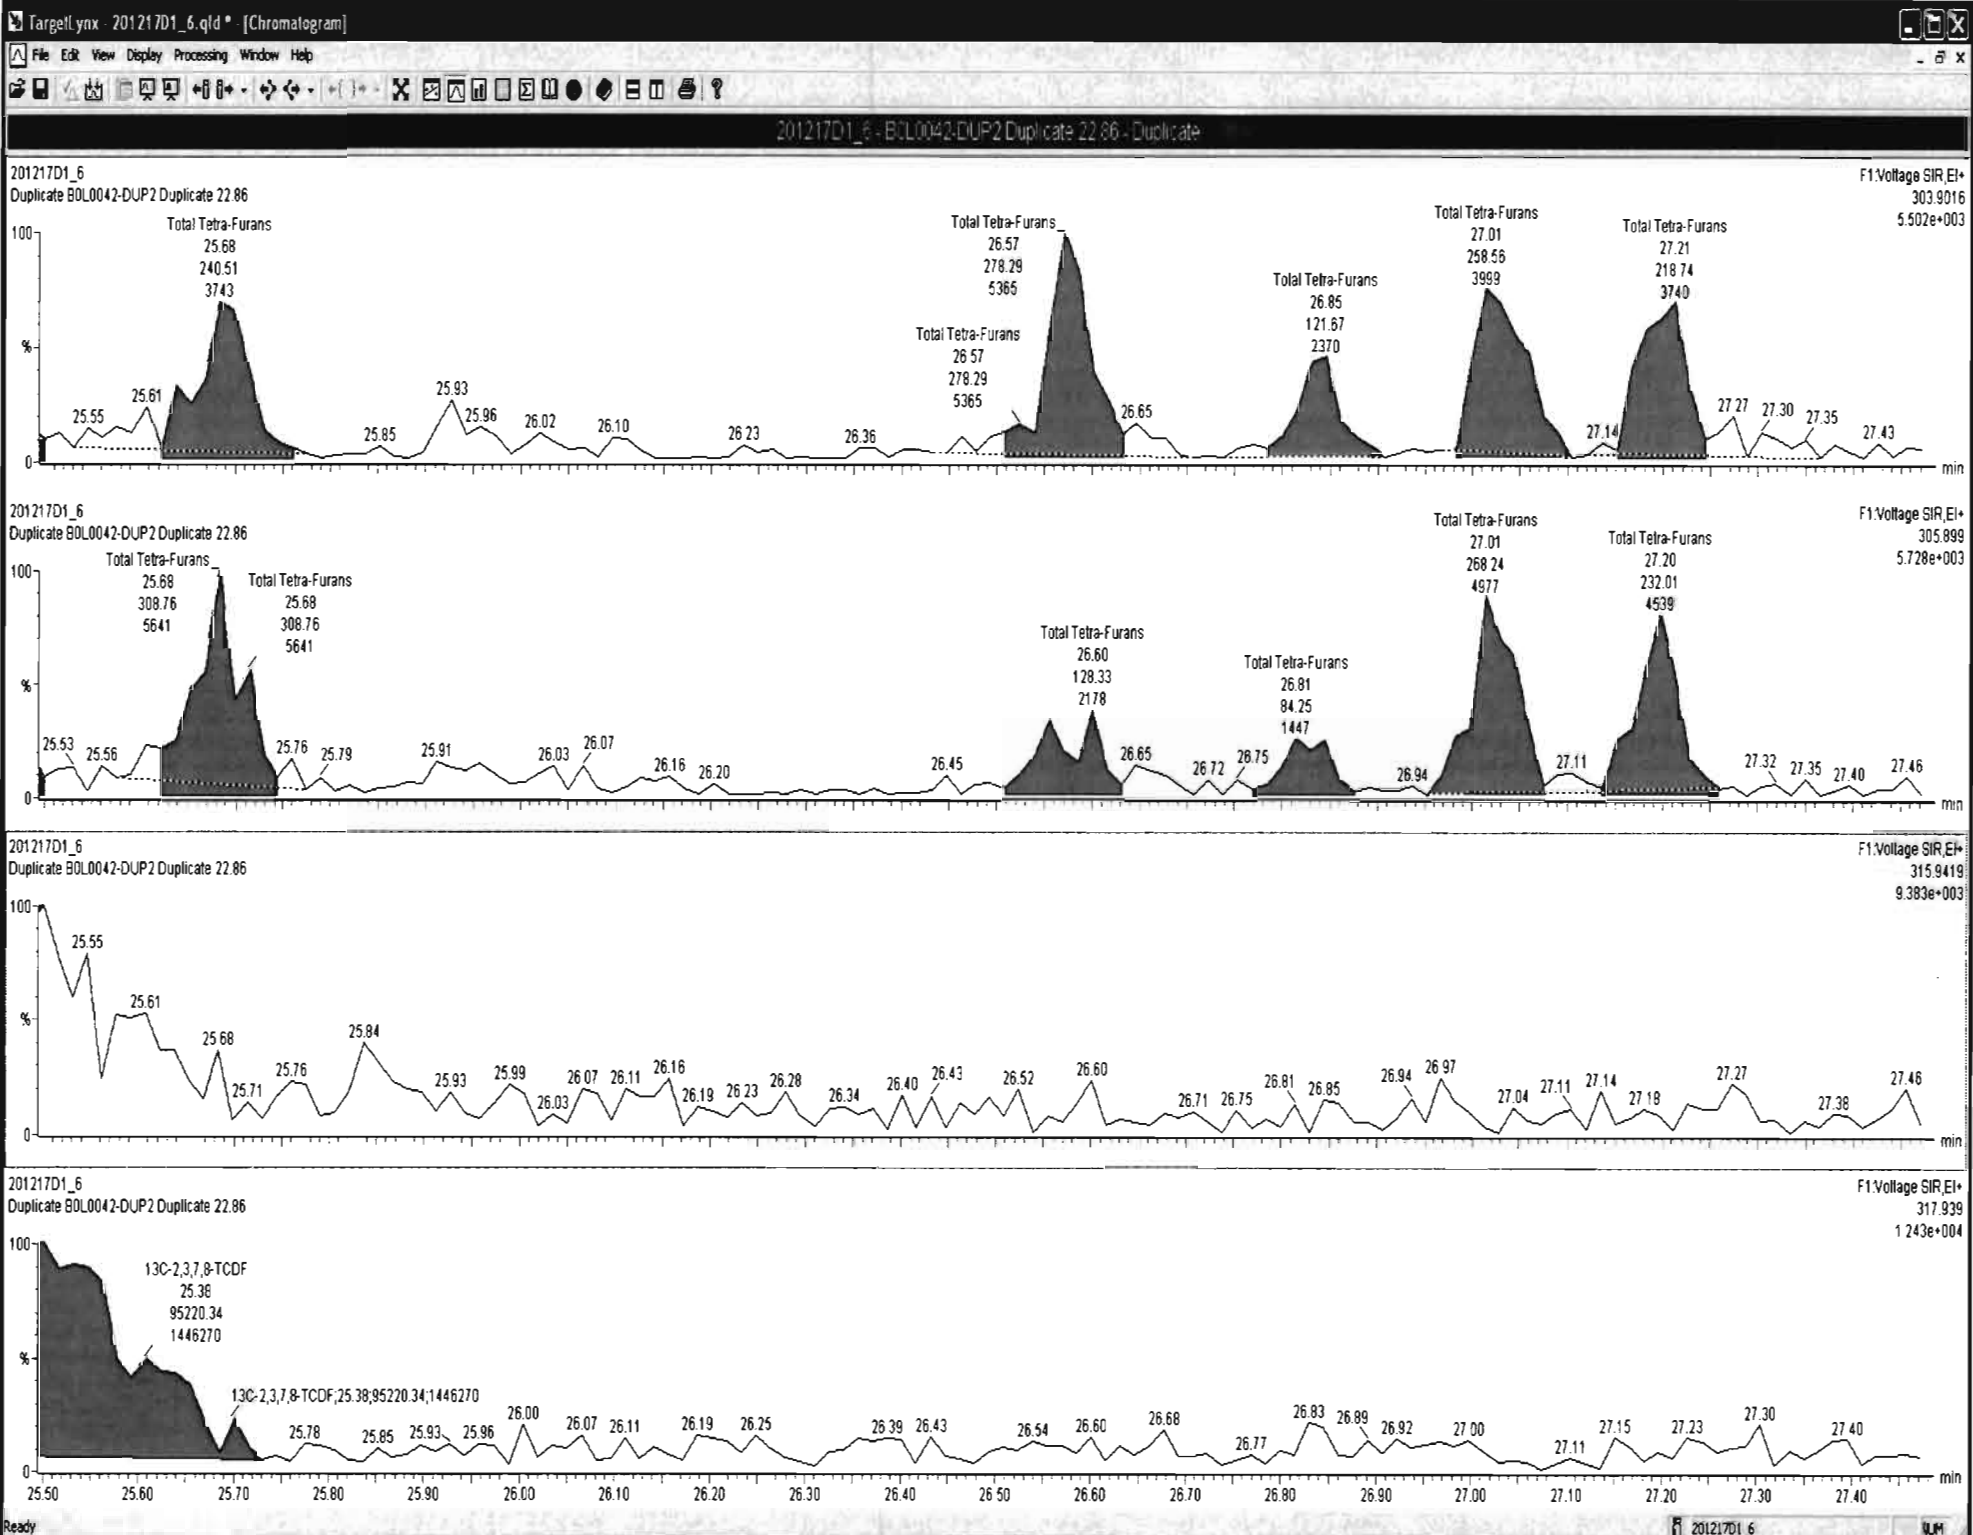 TargetLynx - 201217D1_6.qld * - [Chromatogram]
File Edit View Display Processing Window Help
201217D1_6 - B0L0042-DUP2 Duplicate 22.86 - Duplicate
201217D1_6
Duplicate B0L0042-DUP2 Duplicate 22.86
F1:Voltage SIR,EI+
303.9016
5.502e+003
Total Tetra-Furans
25.68
240.51
3743
Total Tetra-Furans
26.57
278.29
5365
Total Tetra-Furans
26.57
278.29
5365
Total Tetra-Furans
26.85
121.67
2370
Total Tetra-Furans
27.01
258.56
3999
Total Tetra-Furans
27.21
218.74
3740
100
%
0
25.55 25.61 25.85 25.93 25.96 26.02 26.10 26.23 26.36 26.65 27.14 27.27 27.30 27.35 27.43
min
201217D1_6
Duplicate B0L0042-DUP2 Duplicate 22.86
F1:Voltage SIR,EI+
305.899
5.728e+003
Total Tetra-Furans
25.68
308.76
5641
Total Tetra-Furans
25.68
308.76
5641
Total Tetra-Furans
26.60
128.33
2178
Total Tetra-Furans
26.81
84.25
1447
Total Tetra-Furans
27.01
268.24
4977
Total Tetra-Furans
27.20
232.01
4539
100
%
0
25.53 25.56 25.76 25.79 25.91 26.03 26.07 26.16 26.20 26.45 26.65 26.72 26.75 26.94 27.11 27.32 27.35 27.40 27.46
min
201217D1_6
Duplicate B0L0042-DUP2 Duplicate 22.86
F1:Voltage SIR,EI+
315.9419
9.383e+003
100
%
0
25.55 25.61 25.68 25.71 25.76 25.84 25.93 25.99 26.03 26.07 26.11 26.16 26.19 26.23 26.28 26.34 26.40 26.43 26.52 26.60 26.71 26.75 26.81 26.85 26.94 26.97 27.04 27.11 27.14 27.18 27.27 27.38 27.46
min
201217D1_6
Duplicate B0L0042-DUP2 Duplicate 22.86
F1:Voltage SIR,EI+
317.939
1.243e+004
13C-2,3,7,8-TCDF
25.38
95220.34
1446270
13C-2,3,7,8-TCDF;25.38;95220.34;1446270
100
%
0
25.78 25.85 25.93 25.96 26.00 26.07 26.11 26.19 26.25 26.39 26.43 26.54 26.60 26.68 26.77 26.83 26.89 26.92 27.00 27.11 27.15 27.23 27.30 27.40
min
25.50 25.60 25.70 25.80 25.90 26.00 26.10 26.20 26.30 26.40 26.50 26.60 26.70 26.80 26.90 27.00 27.10 27.20 27.30 27.40
Ready
201217D1_6
NUM